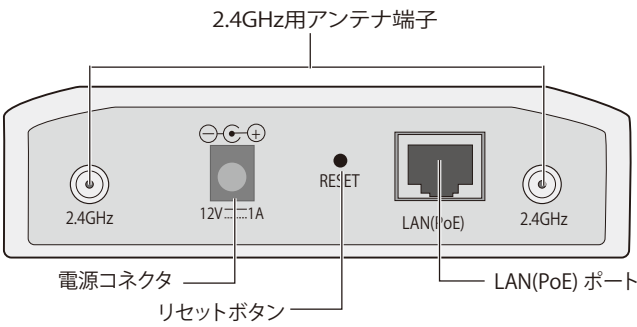 2.4GHz用アンテナ端子
RESET
2.4GHz
12V⎓1A
LAN(PoE)
2.4GHz
電源コネクタ
LAN(PoE) ポート
リセットボタン